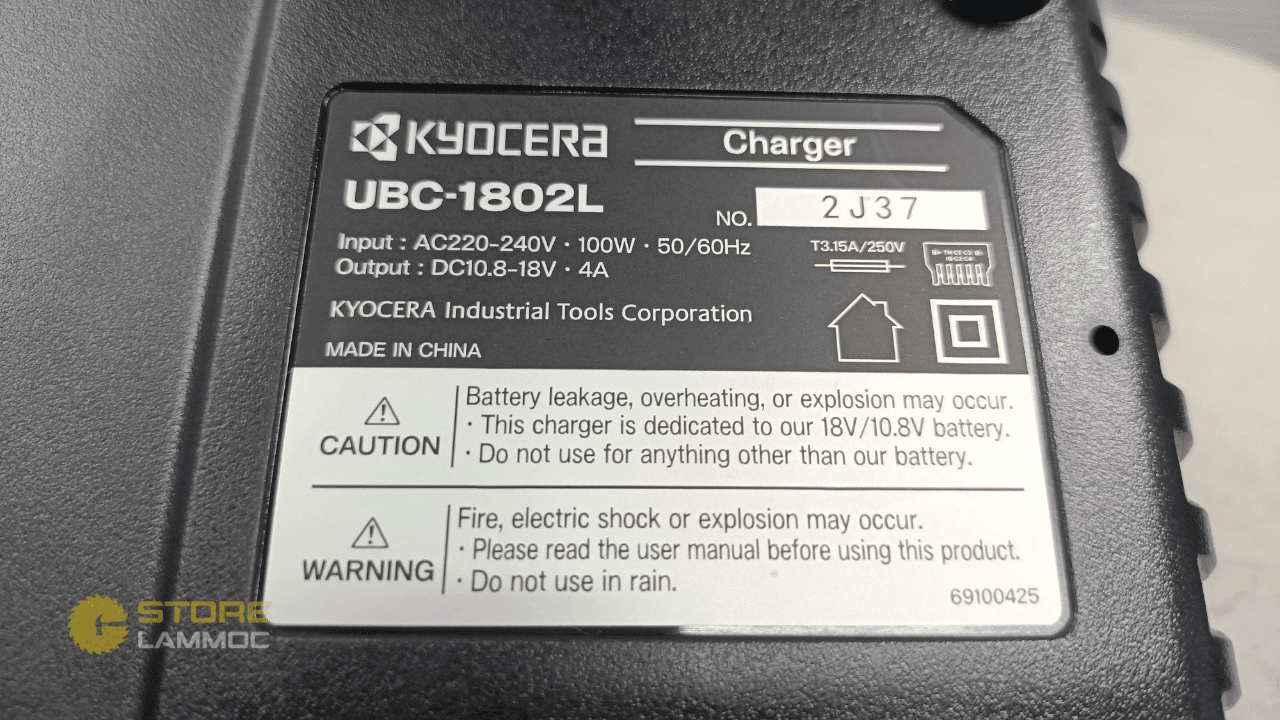 KYOCERA
Charger
UBC-1802L
NO. 2J37
Input : AC220-240V · 100W · 50/60Hz
T3.15A/250V
Output : DC10.8-18V · 4A
KYOCERA Industrial Tools Corporation
MADE IN CHINA
CAUTION
Battery leakage, overheating, or explosion may occur.
· This charger is dedicated to our 18V/10.8V battery.
· Do not use for anything other than our battery.
WARNING
Fire, electric shock or explosion may occur.
· Please read the user manual before using this product.
· Do not use in rain.
69100425
STORE
LAMMOC